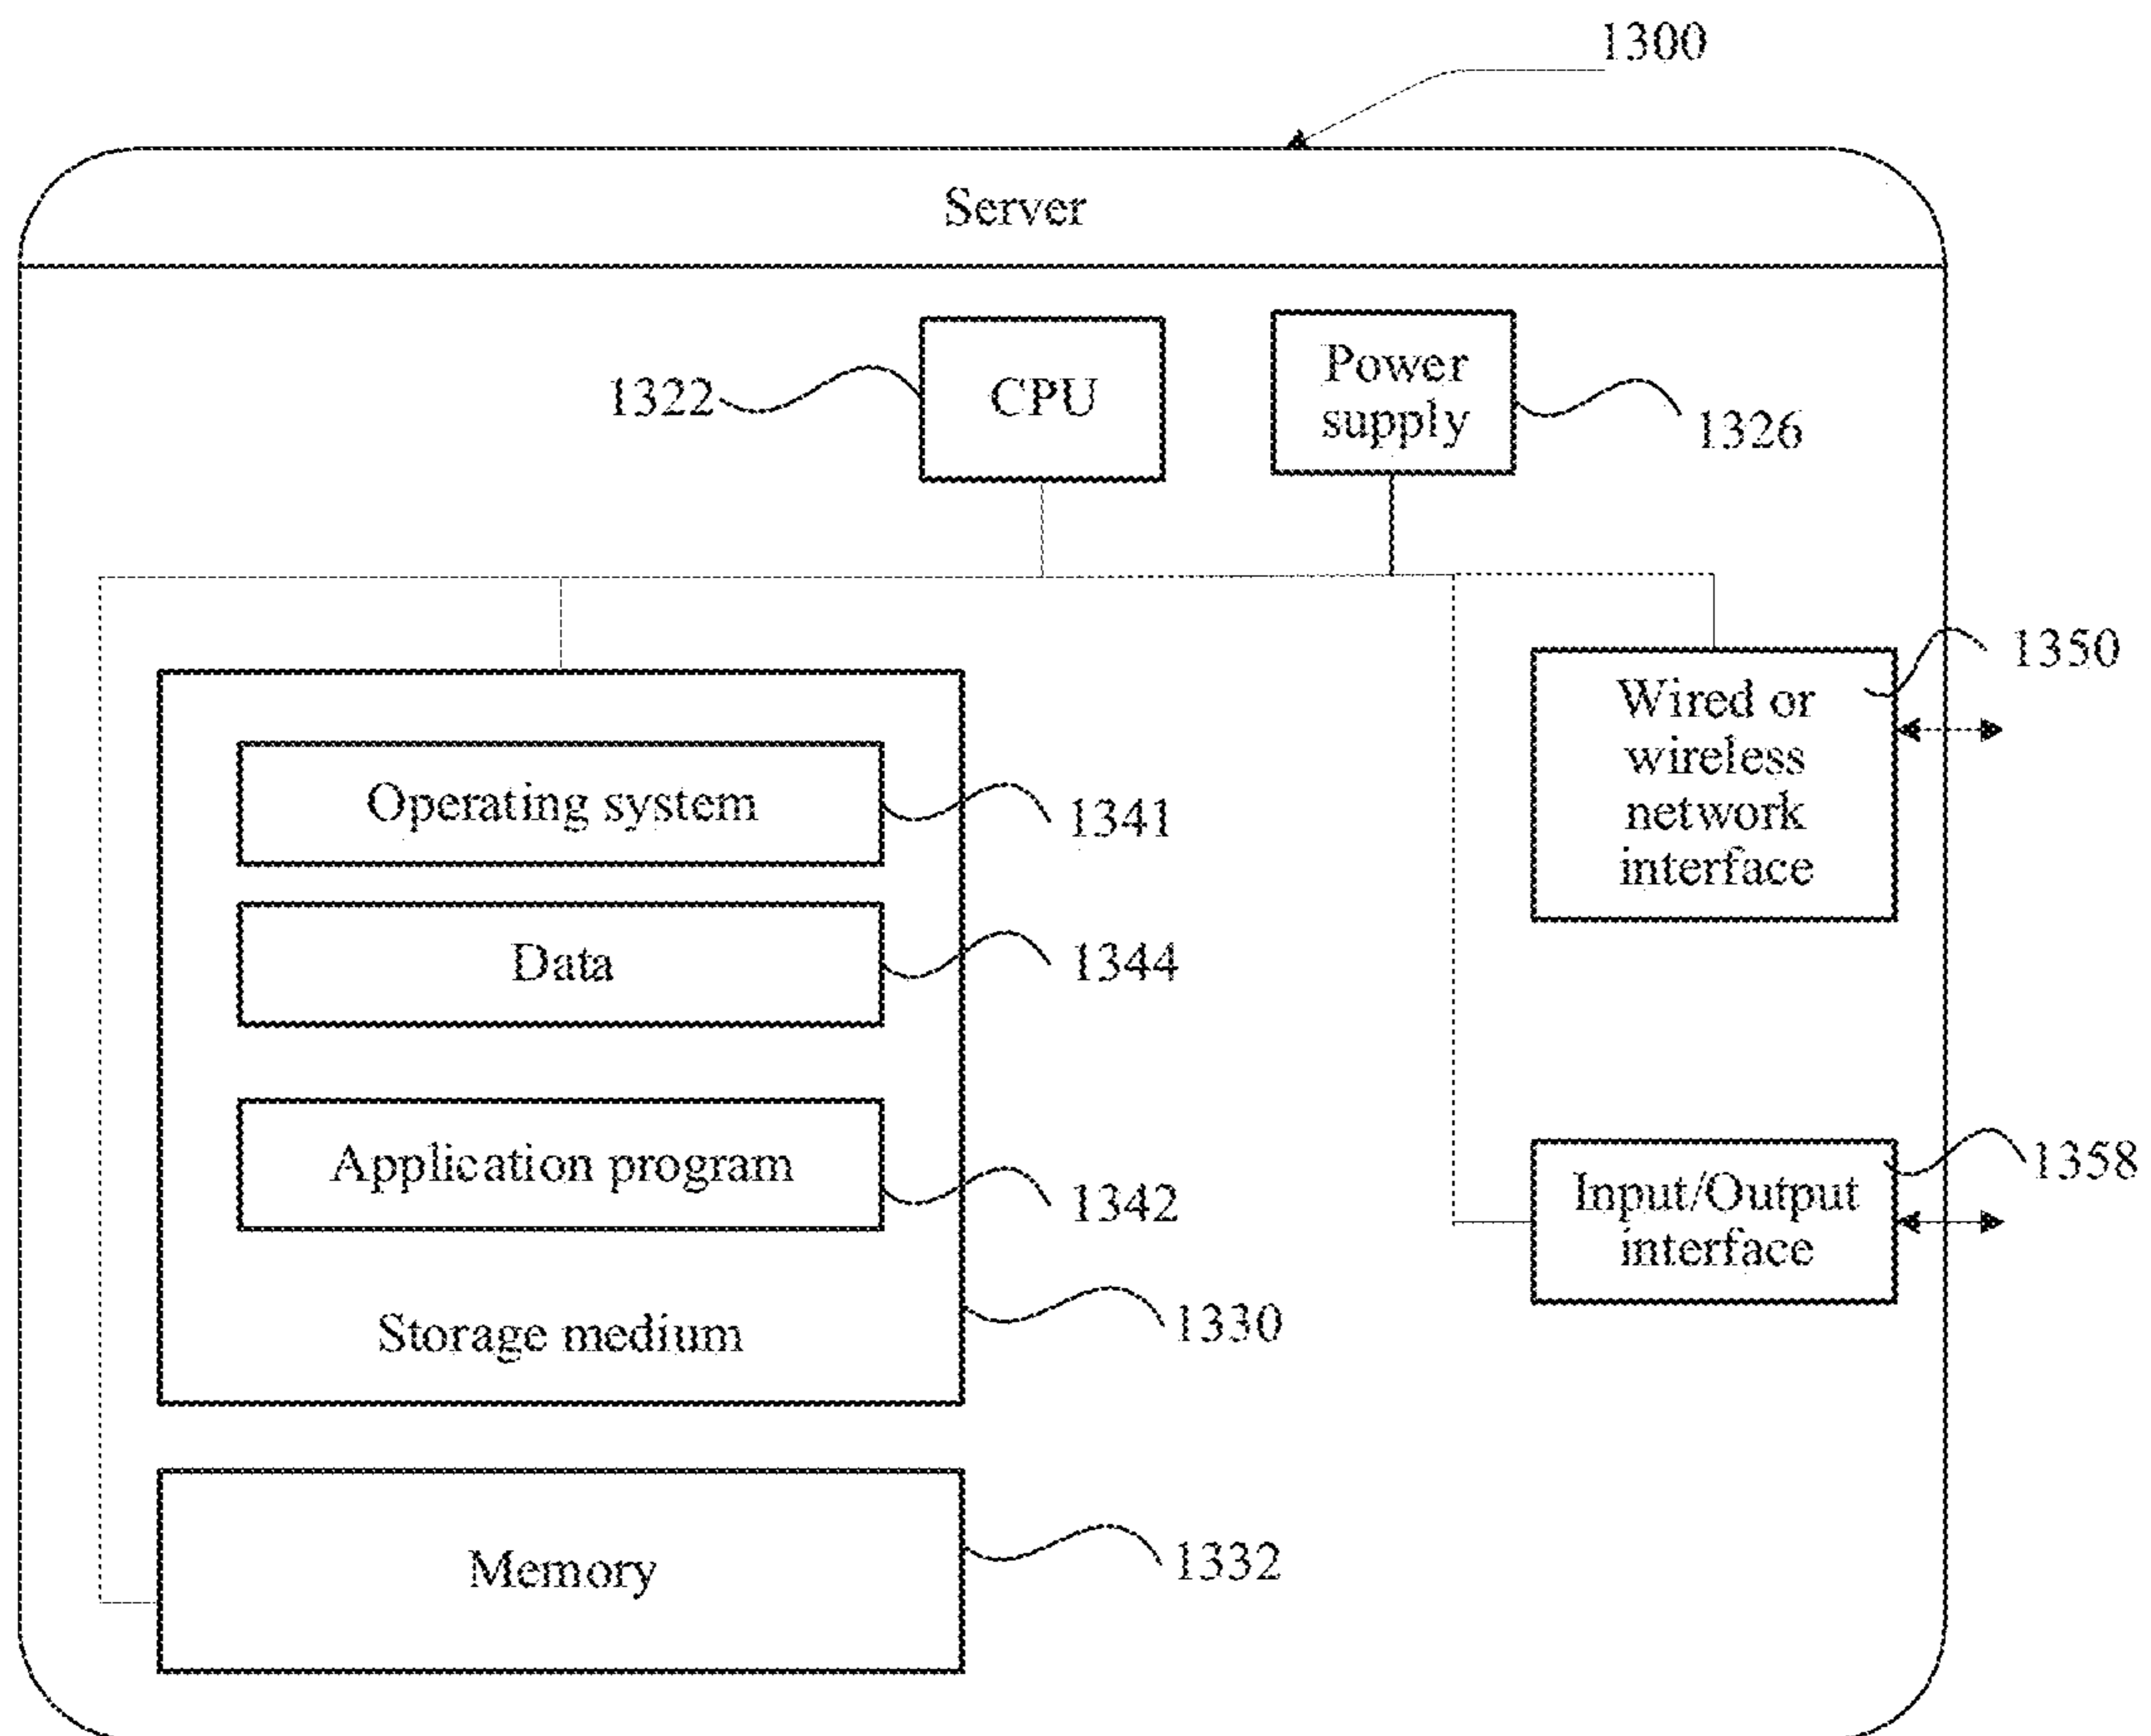 1300
Server
1322
CPU
Power
supply
1326
1350
Wired or
wireless
network
interface
Operating system
1341
Data
1344
Application program
1342
1358
Input/Output
interface
Storage medium
1330
Memory
1332